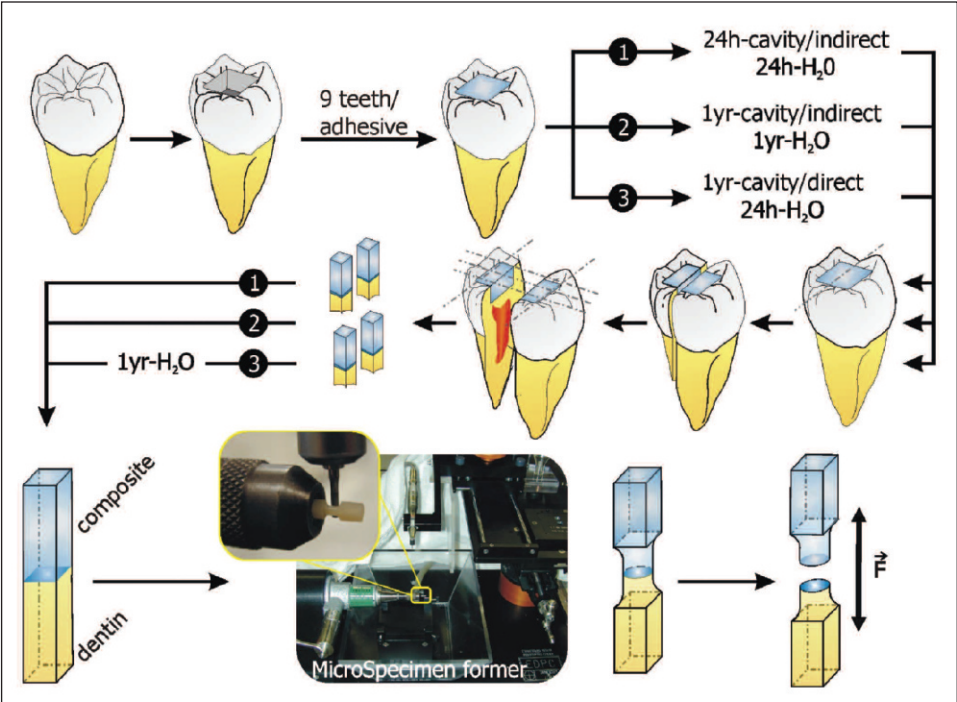 9 teeth/
adhesive
1
24h-cavity/indirect
24h-H₂0
2
1yr-cavity/indirect
1yr-H₂O
3
1yr-cavity/direct
24h-H₂O
1
2
1yr-H₂O
3
composite
dentin
MicroSpecimen former
F